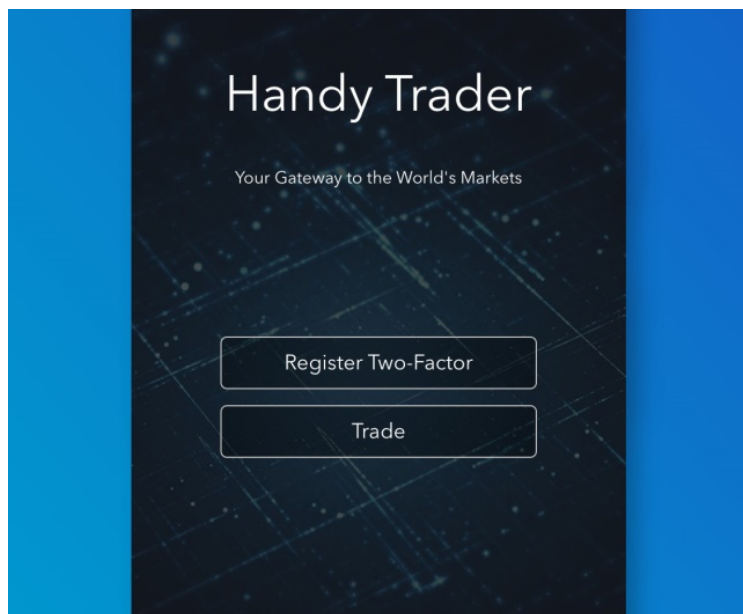 Handy Trader
Your Gateway to the World's Markets
Register Two-Factor
Trade